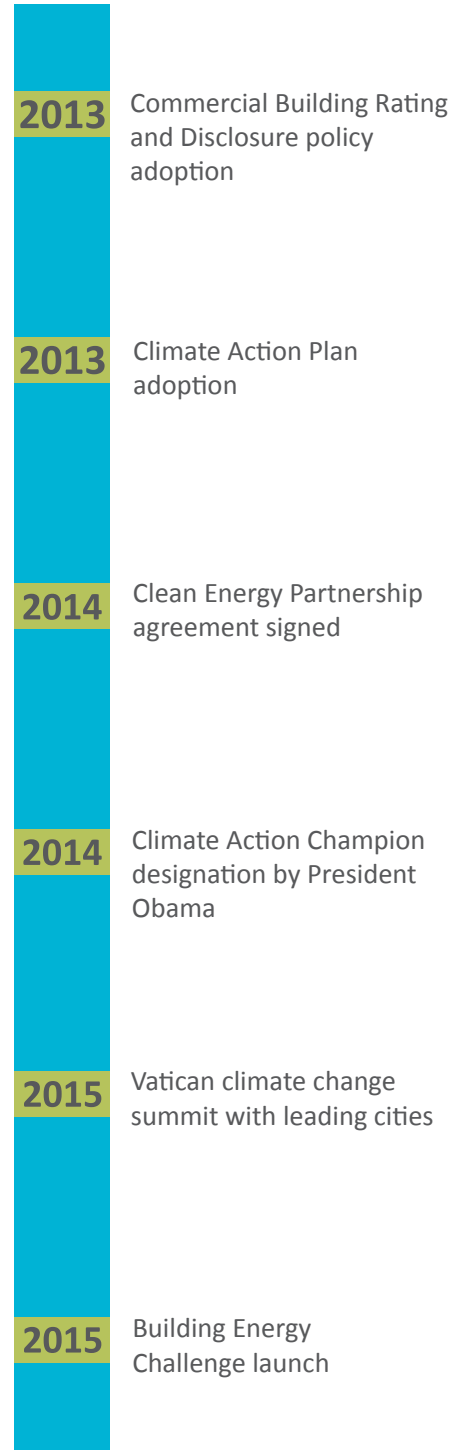 2013
Commercial Building Rating
and Disclosure policy
adoption
2013
Climate Action Plan
adoption
2014
Clean Energy Partnership
agreement signed
2014
Climate Action Champion
designation by President
Obama
2015
Vatican climate change
summit with leading cities
2015
Building Energy
Challenge launch